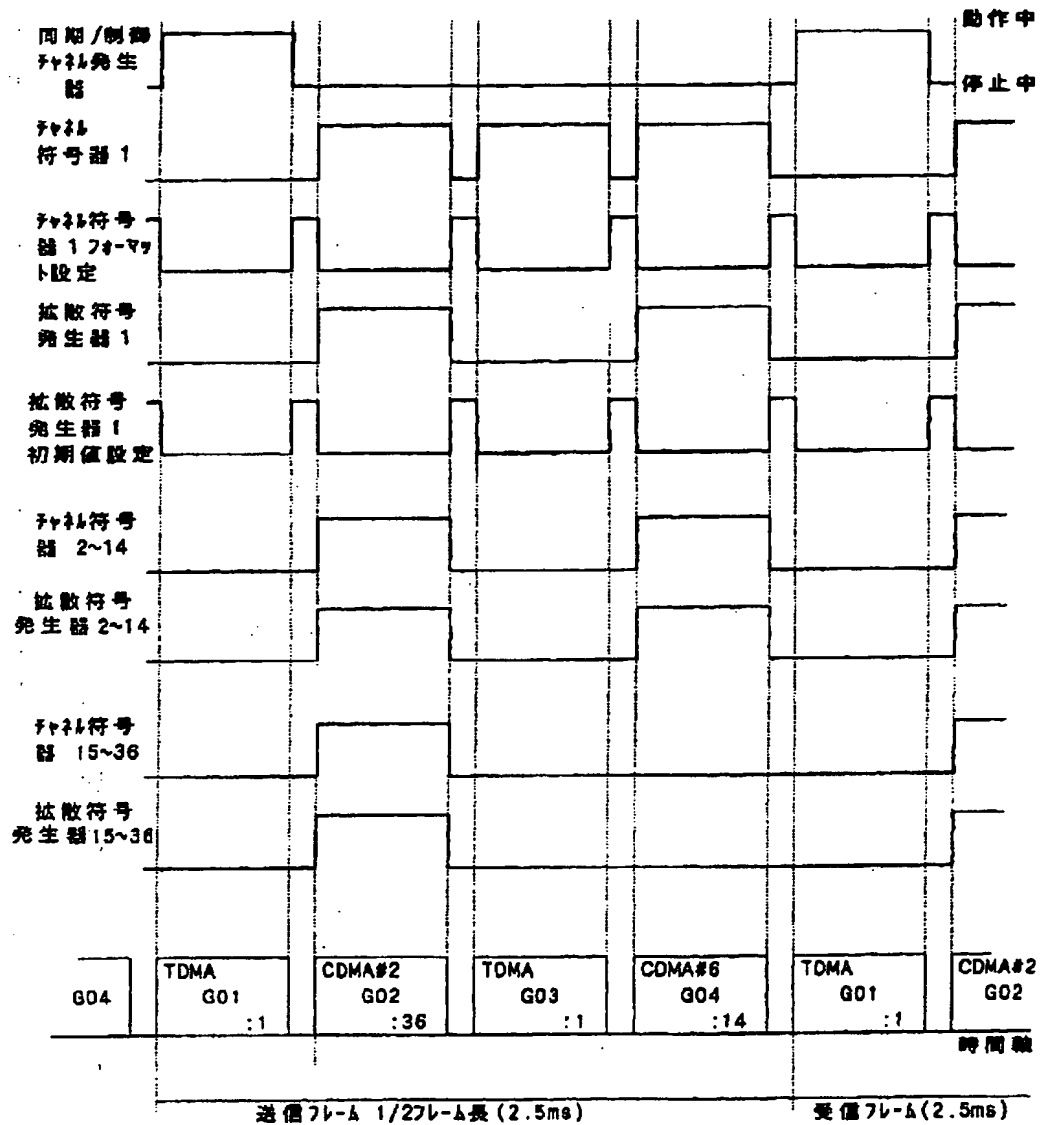 動作中
同期/制御
チャネル発生
器
停止中
チャネル
符号器1
チャネル符号
器1フォーマッ
ト設定
拡散符号
発生器1
拡散符号
発生器1
初期値設定
チャネル符号
器 2~14
拡散符号
発生器2~14
チャネル符号
器 15~36
拡散符号
発生器15~36
G04
TDMA
G01
:1
CDMA#2
G02
:36
TDMA
G03
:1
CDMA#6
G04
:14
TDMA
G01
:1
CDMA#2
G02
時間軸
送信フレーム 1/2フレーム長(2.5ms)
受信フレーム(2.5ms)